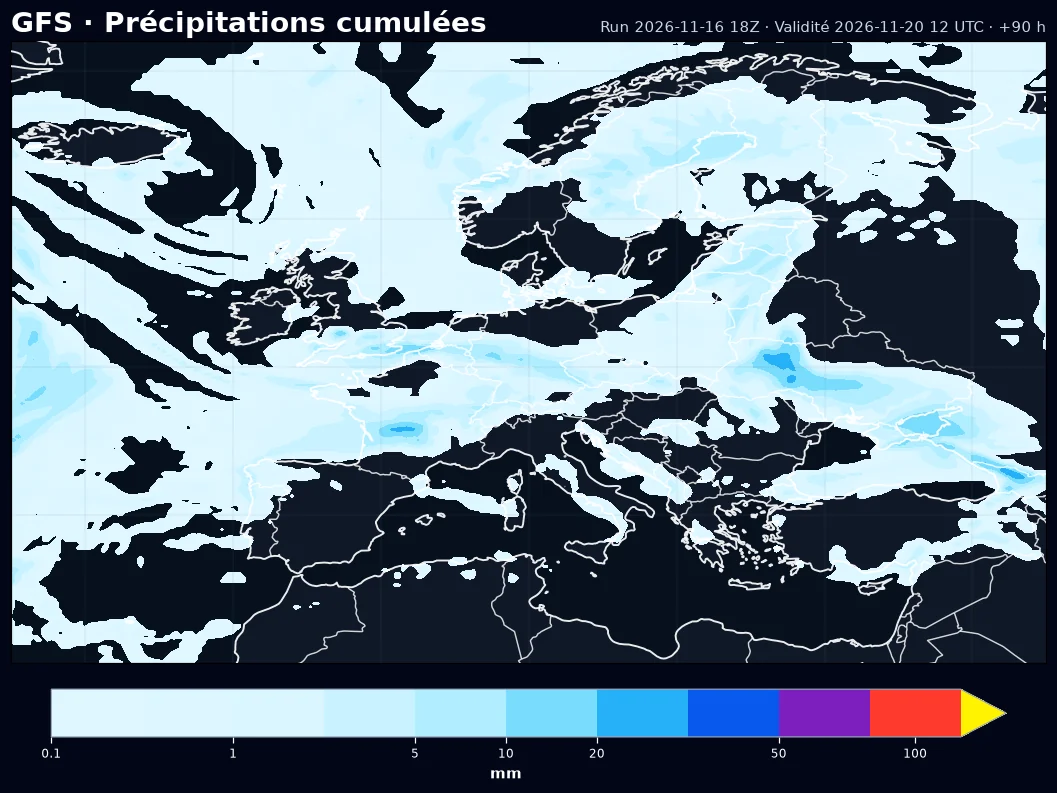 GFS · Précipitations cumulées
Run 2026-11-16 18Z · Validité 2026-11-20 12 UTC · +90 h
0.1 1 5 10 20 50 100
mm